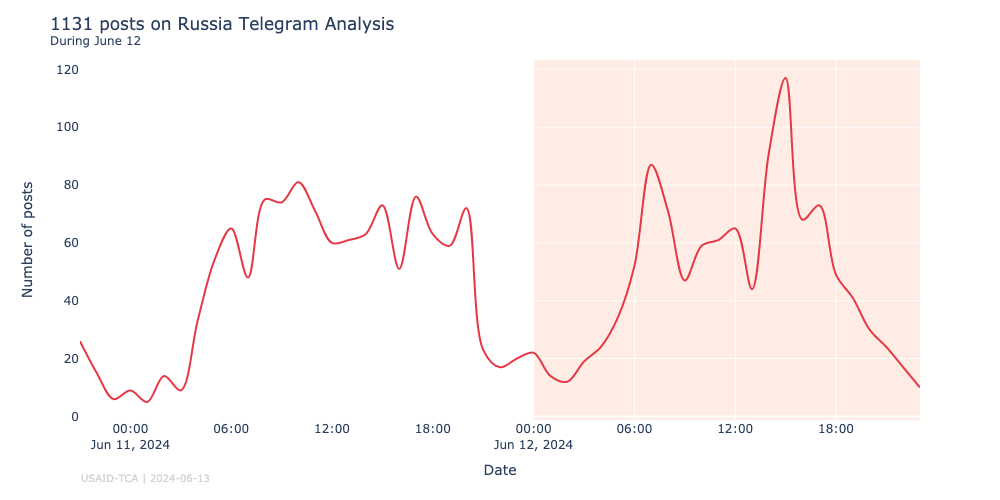 1131 posts on Russia Telegram Analysis
During June 12
120
100
80
60
40
20
0
Number of posts
00:00 06:00 12:00 18:00 00:00 06:00 12:00 18:00
Jun 11, 2024 Jun 12, 2024
Date
USAID-TCA | 2024-06-13